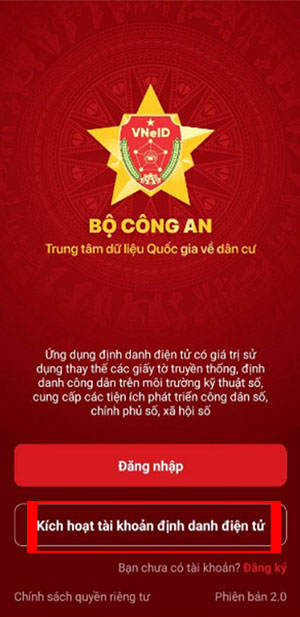 VNeID
BỘ CÔNG AN
Trung tâm dữ liệu Quốc gia về dân cư
Ứng dụng định danh điện tử có giá trị sử
dụng thay thế các giấy tờ truyền thống, định
danh công dân trên môi trường kỹ thuật số,
cung cấp các tiện ích phát triển công dân số,
chính phủ số, xã hội số
Đăng nhập
Kích hoạt tài khoản định danh điện tử
Bạn chưa có tài khoản? Đăng ký
Chính sách quyền riêng tư Phiên bản 2.0